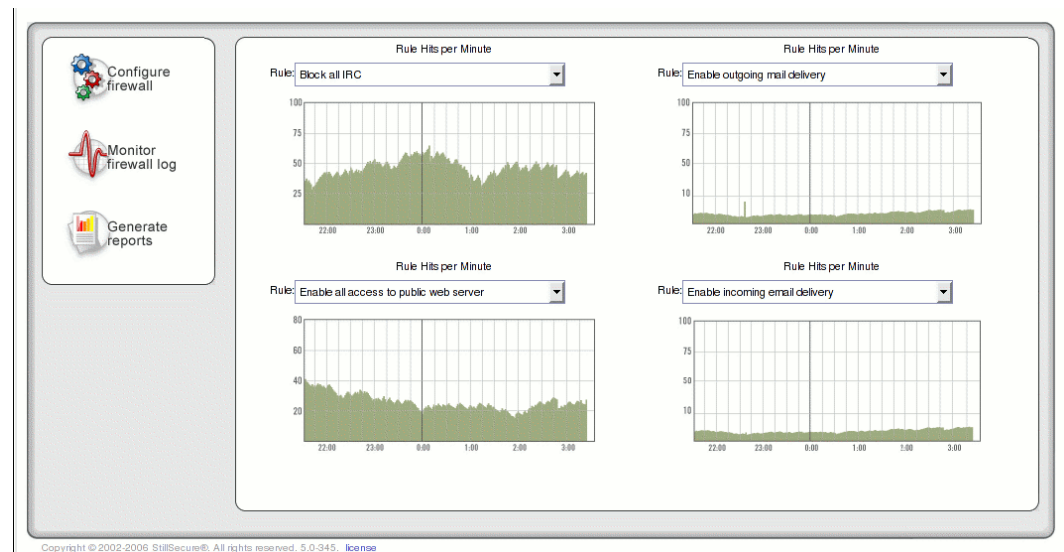 Configure
firewall
Monitor
firewall log
Generate
reports
Rule Hits per Minute
Rule: Block all IRC
100
75
50
25
22:00 23:00 0:00 1:00 2:00 3:00
Rule Hits per Minute
Rule: Enable outgoing mail delivery
100
75
50
10
22:00 23:00 0:00 1:00 2:00 3:00
Rule Hits per Minute
Rule: Enable all access to public web server
80
60
40
20
22:00 23:00 0:00 1:00 2:00 3:00
Rule Hits per Minute
Rule: Enable incoming email delivery
100
75
50
10
22:00 23:00 0:00 1:00 2:00 3:00
Copyright © 2002-2006 StillSecure®. All rights reserved. 5.0-345. license